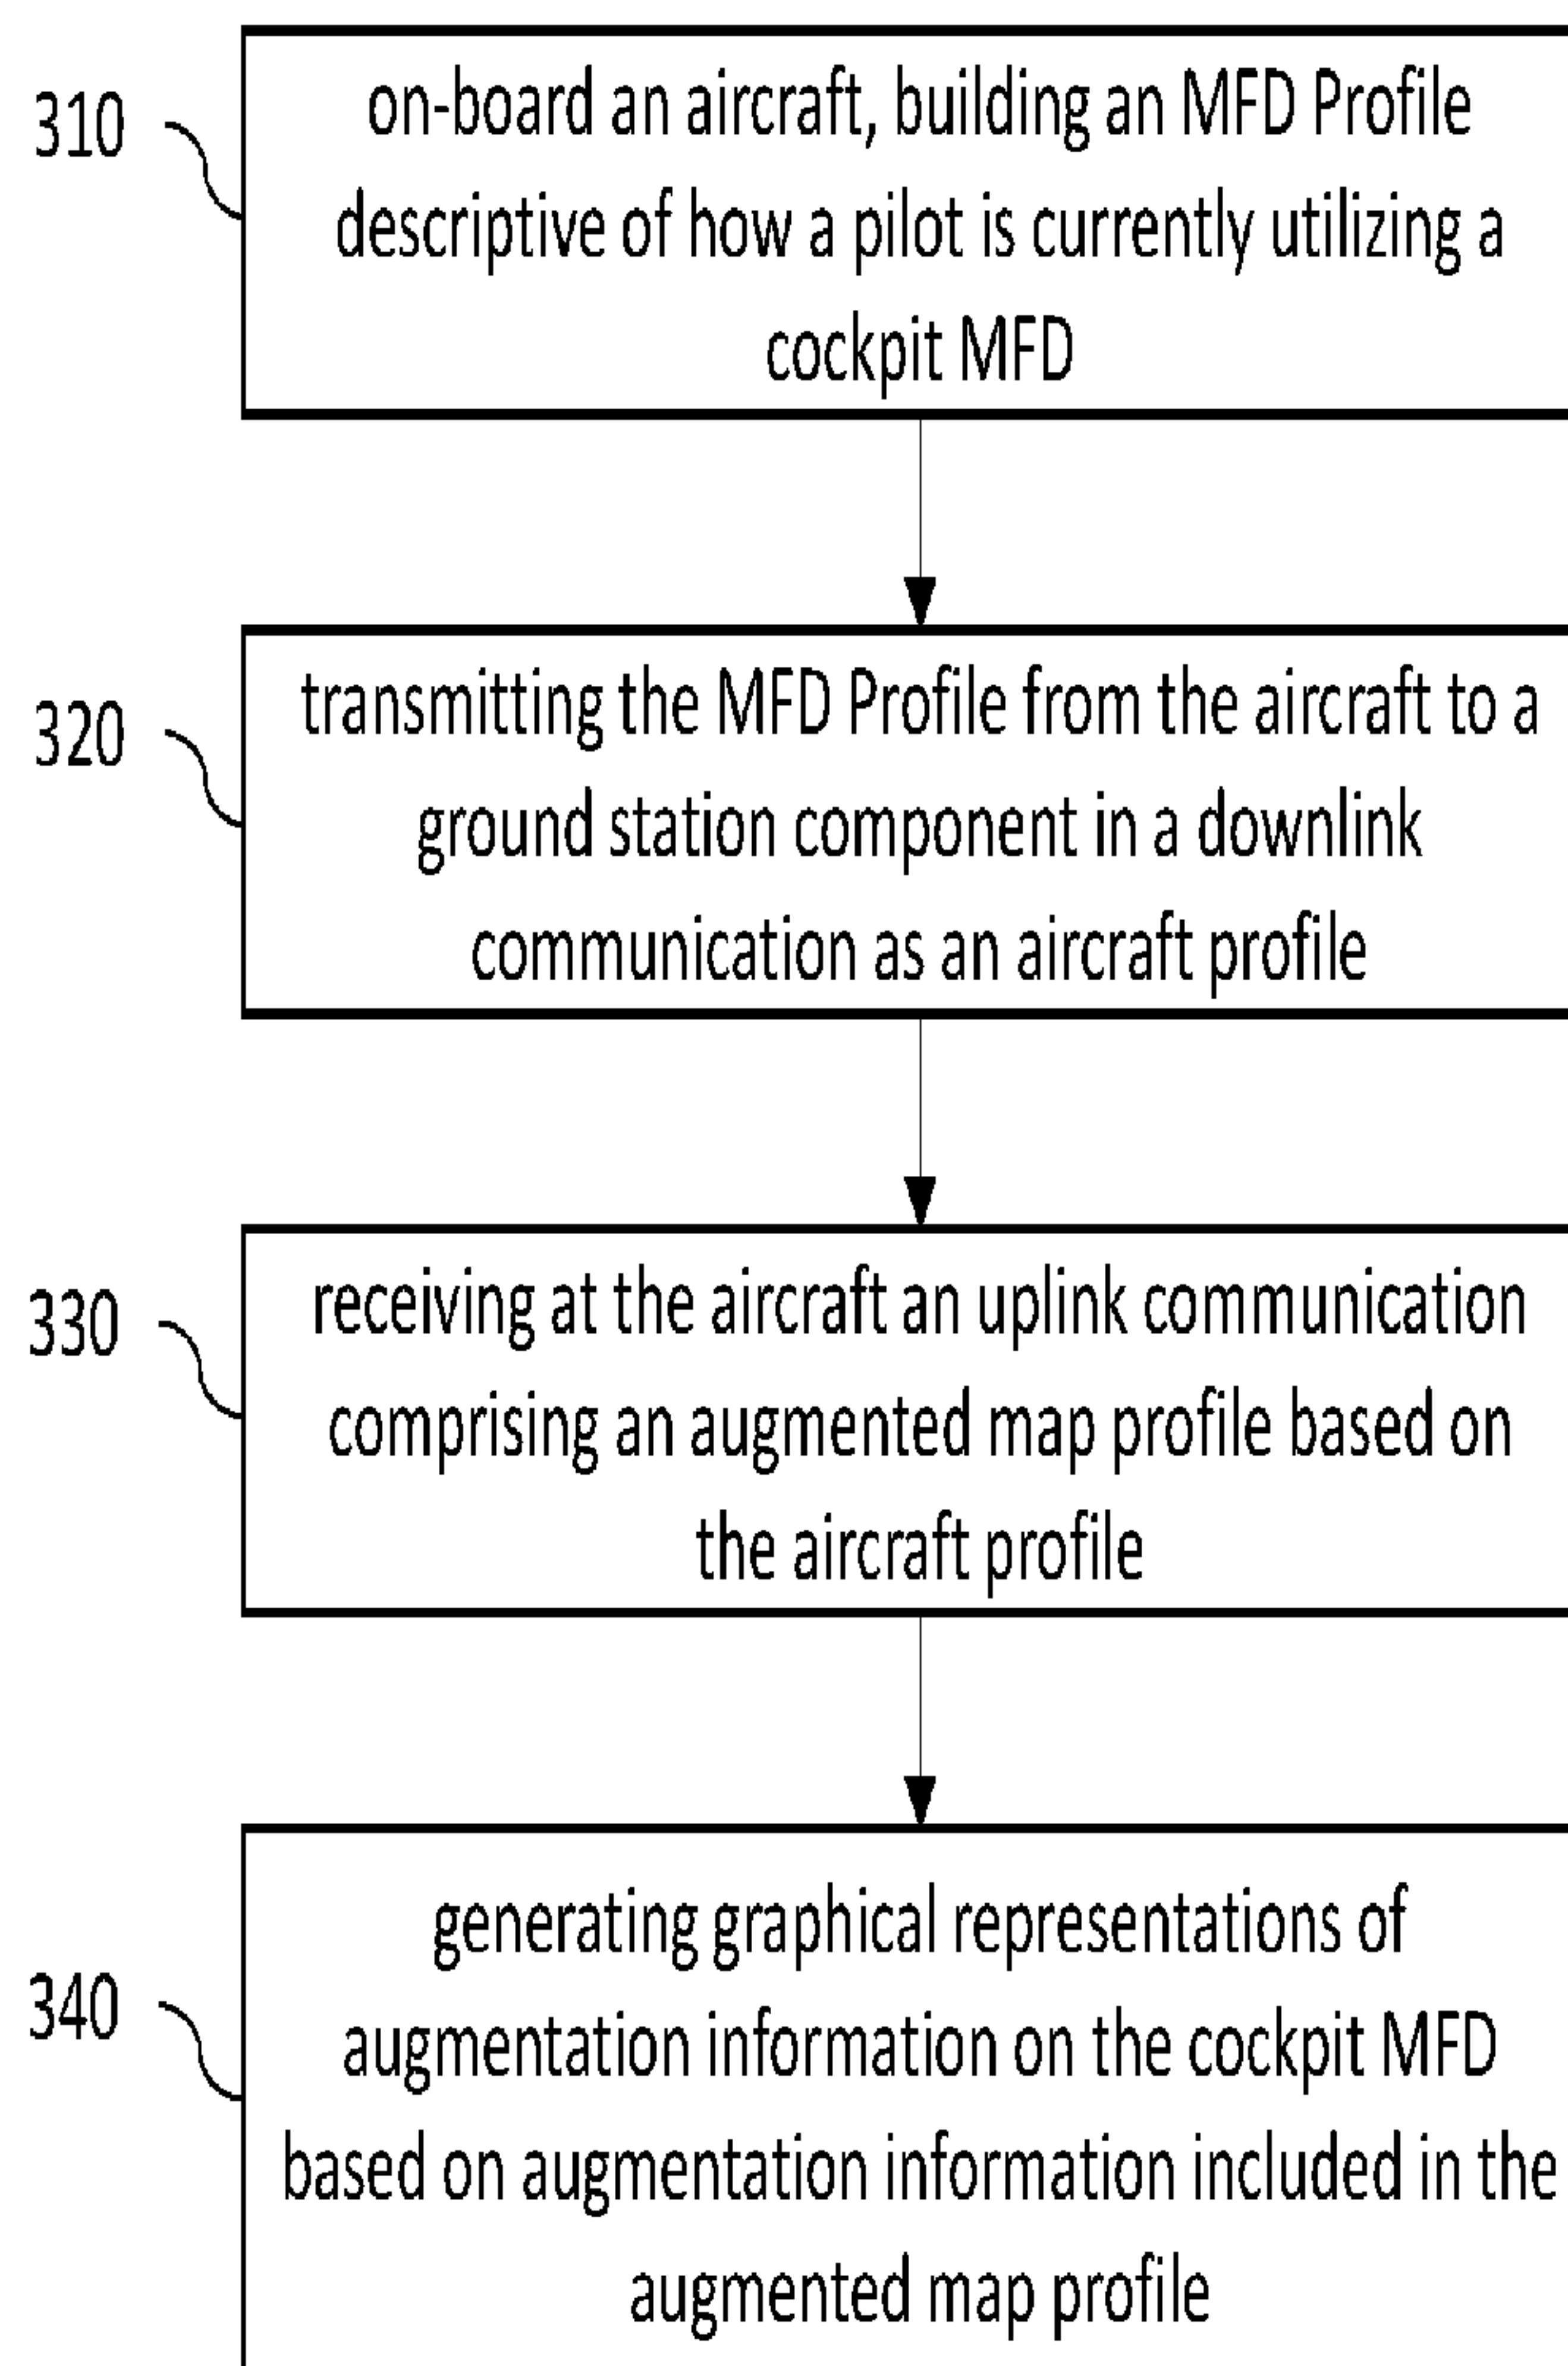 310
on-board an aircraft, building an MFD Profile
descriptive of how a pilot is currently utilizing a
cockpit MFD
320
transmitting the MFD Profile from the aircraft to a
ground station component in a downlink
communication as an aircraft profile
330
receiving at the aircraft an uplink communication
comprising an augmented map profile based on
the aircraft profile
340
generating graphical representations of
augmentation information on the cockpit MFD
based on augmentation information included in the
augmented map profile